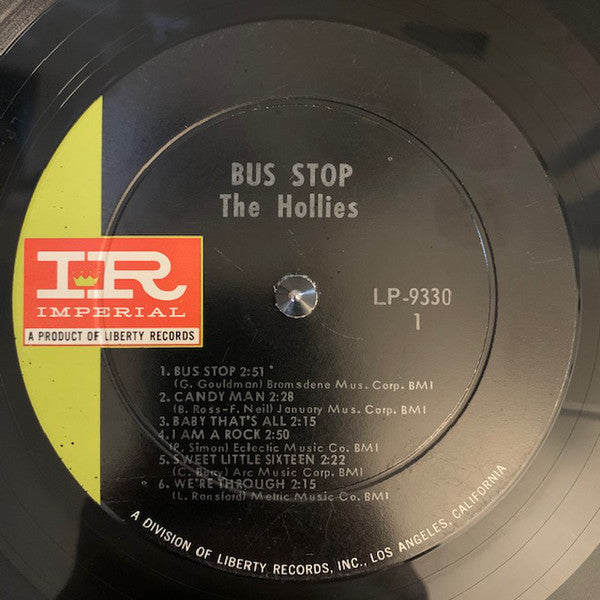 BUS STOP
The Hollies
IR
IMPERIAL
A PRODUCT OF LIBERTY RECORDS
LP-9330
1
1. BUS STOP 2:51
(G. Gouldman) Bramsdene Mus. Corp. BMI
2. CANDY MAN 2:28
(B. Ross-F. Neil) January Mus. Corp. BMI
3. BABY THAT'S ALL 2:15
4. I AM A ROCK 2:50
(P. Simon) Eclectic Music Co. BMI
5. SWEET LITTLE SIXTEEN 2:22
(C. Berry) Arc Music Corp. BMI
6. WE'RE THROUGH 2:15
(L. Ransford) Metric Music Co. BMI
A DIVISION OF LIBERTY RECORDS, INC., LOS ANGELES, CALIFORNIA